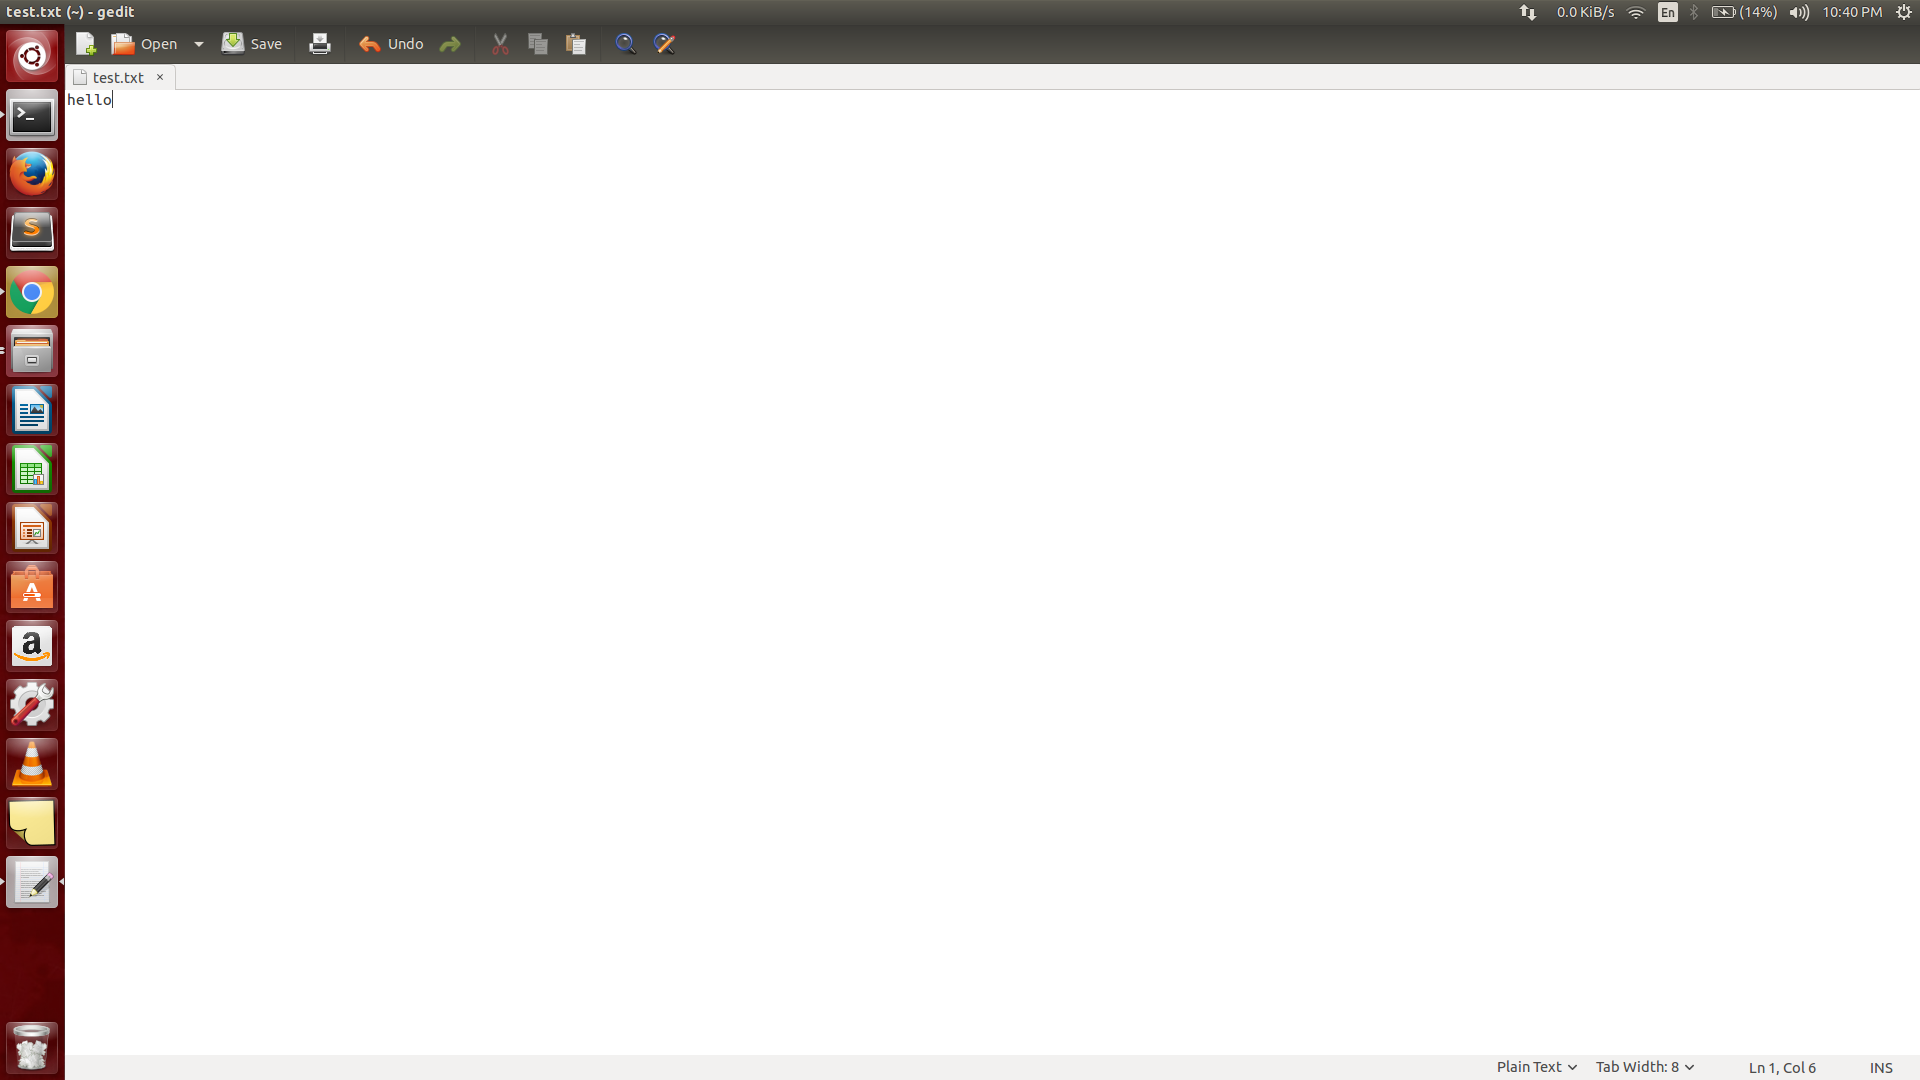 test.txt (~) - gedit
0.0 KiB/s En (14%) 10:40 PM
Open Save Undo
test.txt ×
hello
Plain Text Tab Width: 8 Ln 1, Col 6 INS